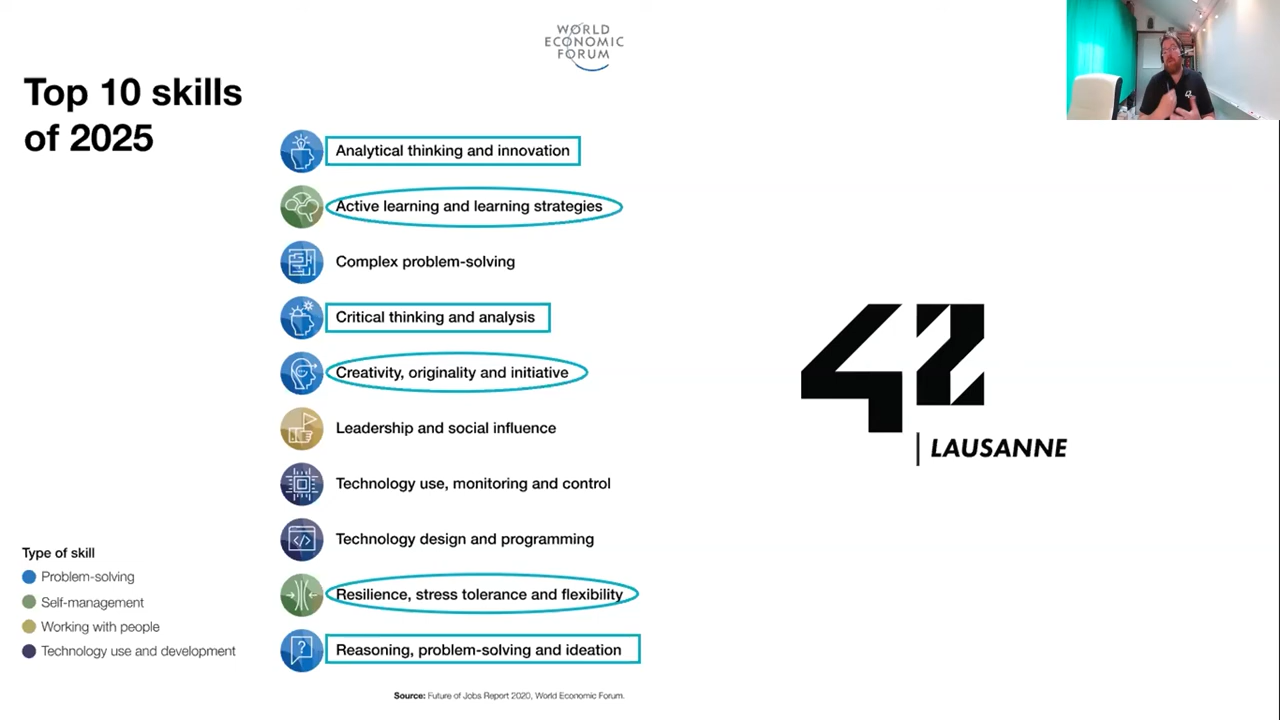 WORLD
ECONOMIC
FORUM
Top 10 skills
of 2025
Analytical thinking and innovation
Active learning and learning strategies
Complex problem-solving
Critical thinking and analysis
Creativity, originality and initiative
Leadership and social influence
Technology use, monitoring and control
Technology design and programming
Resilience, stress tolerance and flexibility
Reasoning, problem-solving and ideation
Type of skill
Problem-solving
Self-management
Working with people
Technology use and development
Source: Future of Jobs Report 2020, World Economic Forum.
42
LAUSANNE